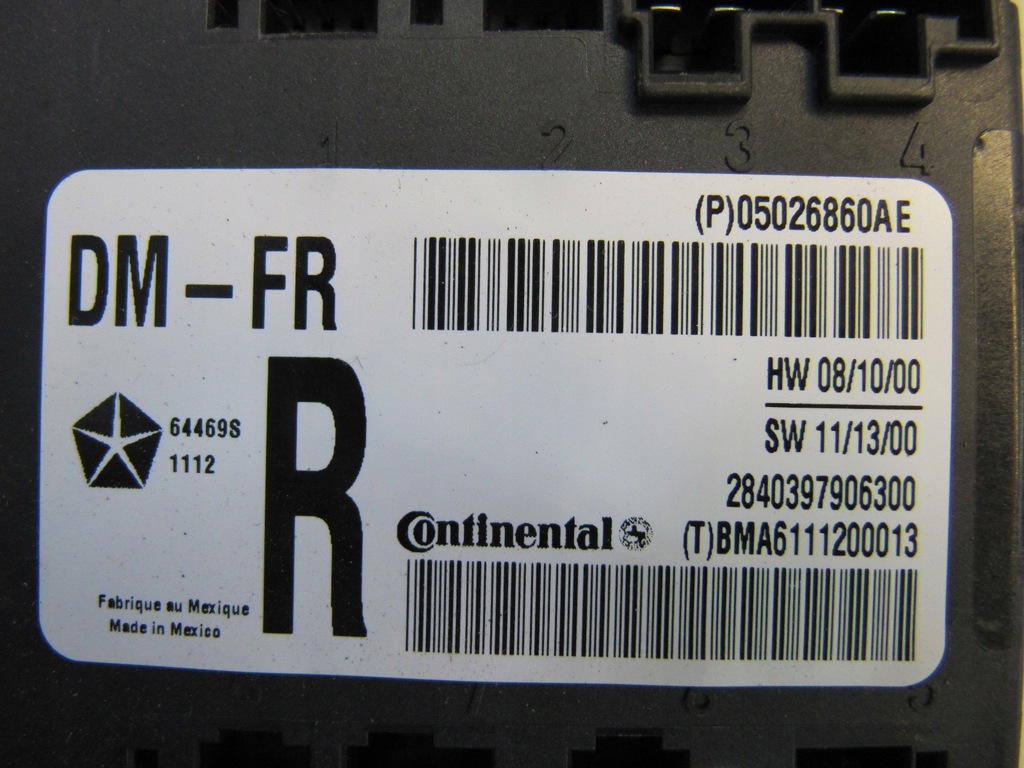 1 2 3 4
(P)05026860AE
DM-FR
HW 08/10/00
SW 11/13/00
64469S
1112
R
2840397906300
Continental
(T)BMA6111200013
Fabrique au Mexique
Made in Mexico